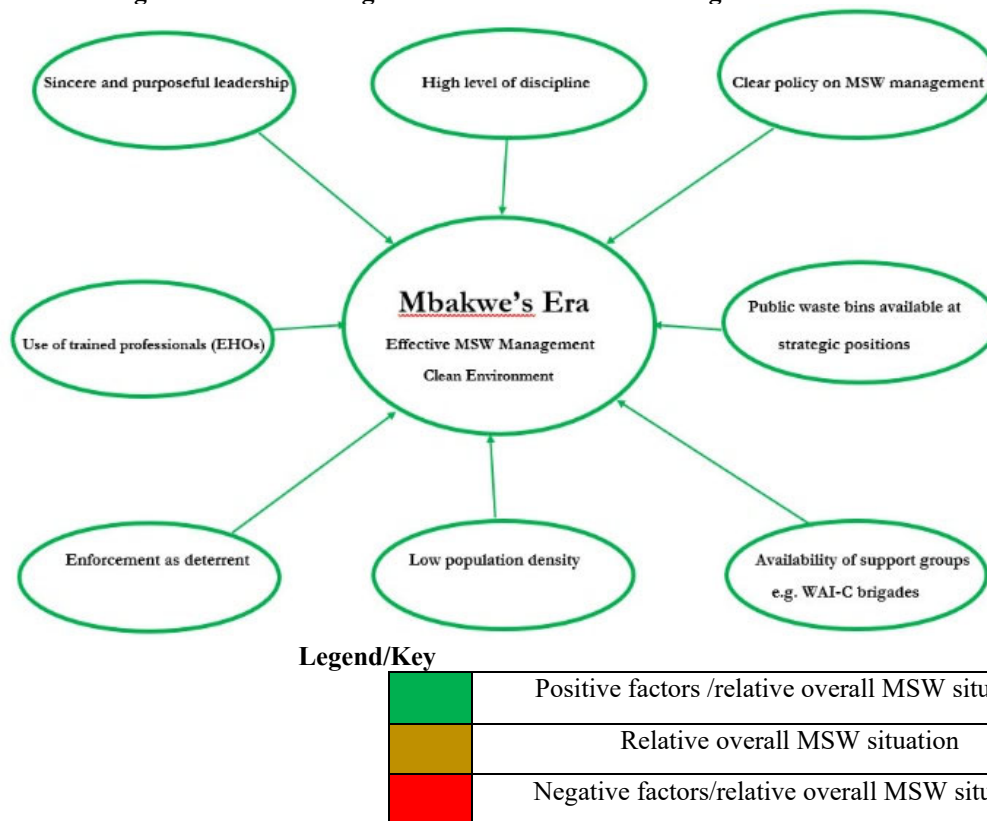 Sincere and purposeful leadership
High level of discipline
Clear policy on MSW management
Mbakwe's Era
Effective MSW Management
Clean Environment
Use of trained professionals (EHOs)
Public waste bins available at
strategic positions
Enforcement as deterrent
Low population density
Availability of support groups
e.g. WAI-C brigades
Legend/Key
Positive factors /relative overall MSW
Relative overall MSW situation
Negative factors/relative overall MSW